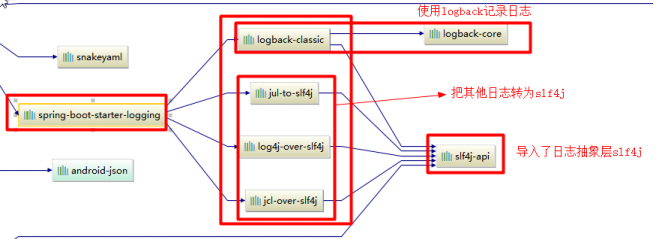 使用logback记录日志
logback-classic
logback-core
snakeyaml
jul-to-slf4j
把其他日志转为slf4j
spring-boot-starter-logging
log4j-over-slf4j
slf4j-api
导入了日志抽象层slf4j
android-json
jcl-over-slf4j